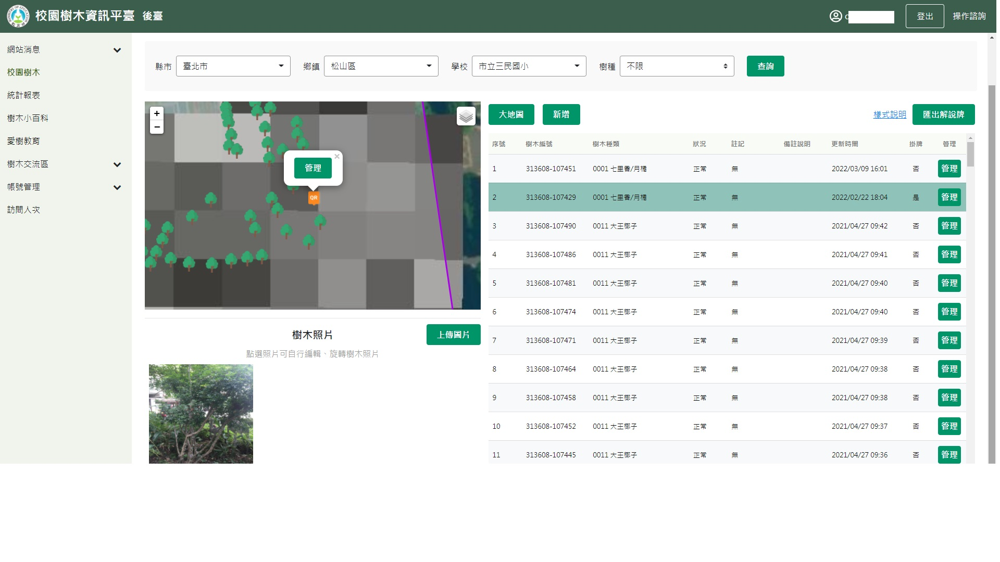 校園樹木資訊平臺 後臺
登出
操作諮詢
網站消息
校園樹木
統計報表
樹木小百科
愛樹教育
樹木交流區
帳號管理
訪問人次
縣市 臺北市 鄉鎮 松山區 學校 市立三民國小 樹種 不限 查詢
+
−
×
管理
QR
樹木照片
上傳圖片
點選照片可自行編輯、旋轉樹木照片
大地圖 新增 樣式說明 匯出解說牌
序號 樹木編號 樹木種類 狀況 註記 備註說明 更新時間 掛牌 管理
1 313608-107451 0001 七里香/月橘 正常 無 2022/03/09 16:01 否 管理
2 313608-107429 0001 七里香/月橘 正常 無 2022/02/22 18:04 是 管理
3 313608-107490 0011 大王椰子 正常 無 2021/04/27 09:42 否 管理
4 313608-107486 0011 大王椰子 正常 無 2021/04/27 09:41 否 管理
5 313608-107481 0011 大王椰子 正常 無 2021/04/27 09:40 否 管理
6 313608-107474 0011 大王椰子 正常 無 2021/04/27 09:40 否 管理
7 313608-107471 0011 大王椰子 正常 無 2021/04/27 09:39 否 管理
8 313608-107464 0011 大王椰子 正常 無 2021/04/27 09:38 否 管理
9 313608-107458 0011 大王椰子 正常 無 2021/04/27 09:38 否 管理
10 313608-107452 0011 大王椰子 正常 無 2021/04/27 09:37 否 管理
11 313608-107445 0011 大王椰子 正常 無 2021/04/27 09:36 否 管理